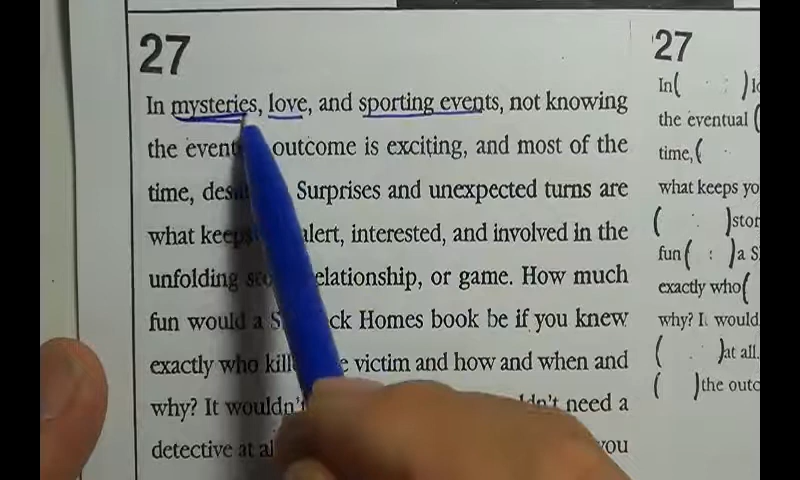 27
In mysteries, love, and sporting events, not knowing
the event outcome is exciting, and most of the
time, Surprises and unexpected turns are
what alert, interested, and involved in the
unfolding elationship, or game. How much
fun would a ck Homes book be if you knew
exactly who victim and how and when and
why? It wouldn't need a
detective at al you
27
In( : )
the eventual (
time,(
what keeps yo
( : )stor
fun( : )a S
exactly who(
why? It would
( . )at all.
( )the outc